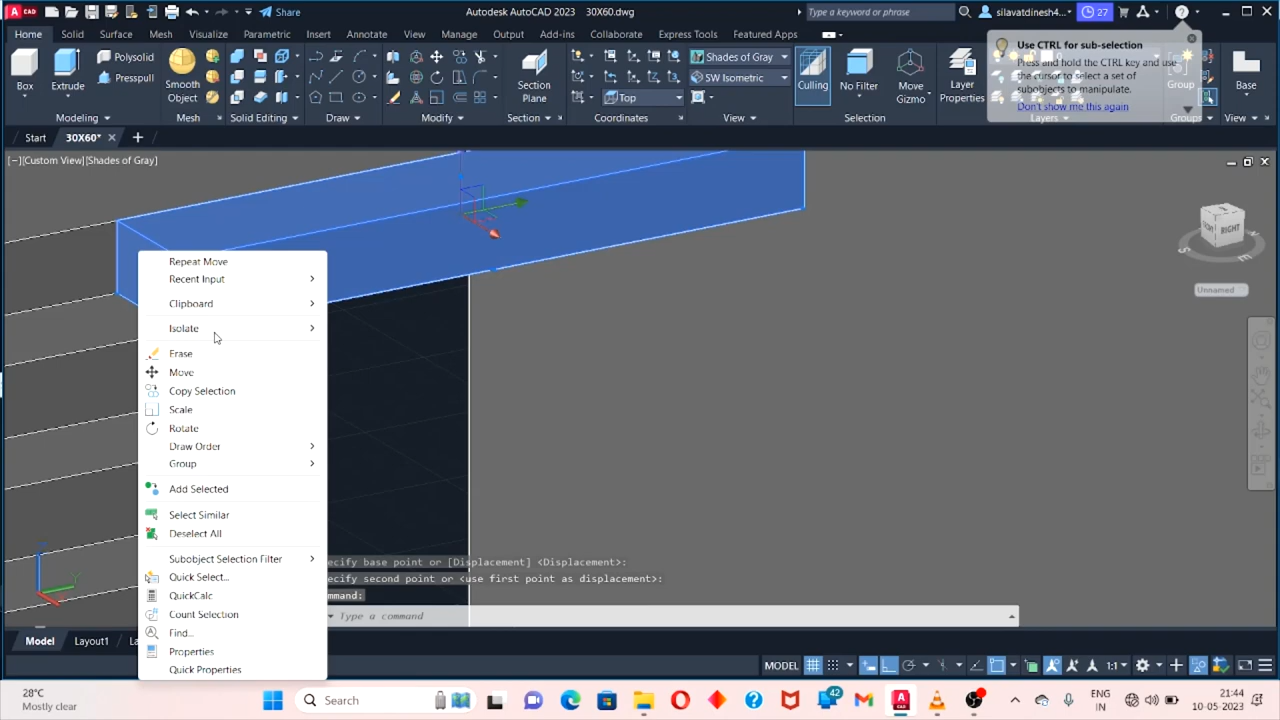 Share
Autodesk AutoCAD 2023 30X60.dwg
Type a keyword or phrase
silavatdinesh4...
27
Home Solid Surface Mesh Visualize Parametric Insert Annotate View Manage Output Add-ins Collaborate Express Tools Featured Apps
Use CTRL for sub-selection
Press and hold the CTRL key and use
the cursor to select a set of
subobjects to manipulate.
Don't show me this again
Box
Extrude
Polysolid
Presspull
Smooth
Object
Section
Plane
Top
Shades of Gray
SW Isometric
Culling
No Filter
Move
Gizmo
Layer
Properties
Group
Base
Modeling
Mesh
Solid Editing
Draw
Modify
Section
Coordinates
View
Selection
Layers
Groups
View
Start 30X60*
[−][Custom View][Shades of Gray]
RIGHT
Unnamed
Repeat Move
Recent Input
Clipboard
Isolate
Erase
Move
Copy Selection
Scale
Rotate
Draw Order
Group
Add Selected
Select Similar
Deselect All
Subobject Selection Filter
Quick Select...
QuickCalc
Count Selection
Find...
Properties
Quick Properties
ecify base point or [Displacement] <Displacement>:
ecify second point or <use first point as displacement>:
mmand:
Type a command
Model Layout1 La
MODEL
1:1
28°C
Mostly clear
Search
42
ENG
IN
21:44
10-05-2023